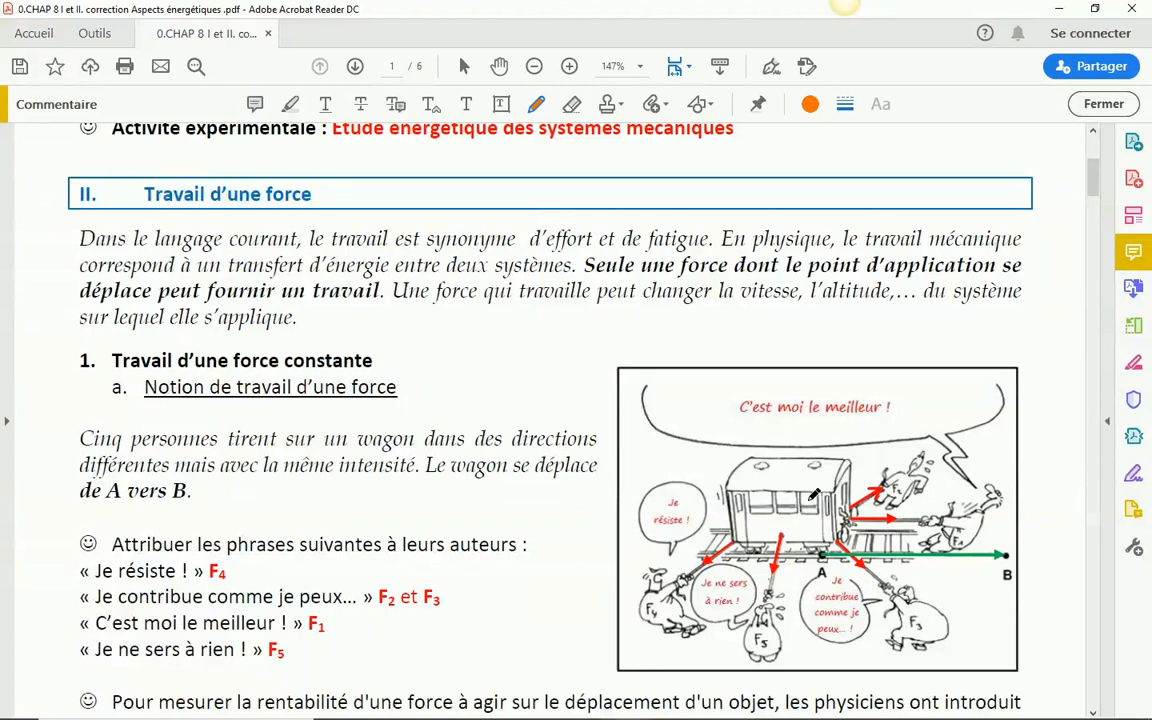 0.CHAP 8 I et II. correction Aspects énergétiques .pdf - Adobe Acrobat Reader DC
Accueil
Outils
0.CHAP 8 I et II. co...
Se connecter
1 / 6
147%
Partager
Commentaire
Aa
Fermer
Activité expérimentale : Etude énergétique des systèmes mécaniques
II. Travail d’une force
Dans le langage courant, le travail est synonyme d’effort et de fatigue. En physique, le travail mécanique
correspond à un transfert d’énergie entre deux systèmes. Seule une force dont le point d’application se
déplace peut fournir un travail. Une force qui travaille peut changer la vitesse, l’altitude,… du système
sur lequel elle s’applique.
1. Travail d’une force constante
a. Notion de travail d’une force
Cinq personnes tirent sur un wagon dans des directions
différentes mais avec la même intensité. Le wagon se déplace
de A vers B.
Attribuer les phrases suivantes à leurs auteurs :
« Je résiste ! » F4
« Je contribue comme je peux… » F2 et F3
« C’est moi le meilleur ! » F1
« Je ne sers à rien ! » F5
C'est moi le meilleur !
Je
résiste !
A
B
Je ne sers
à rien !
Je
contribue
comme je
peux... !
F4
F5
F3
Pour mesurer la rentabilité d'une force à agir sur le déplacement d'un objet, les physiciens ont introduit